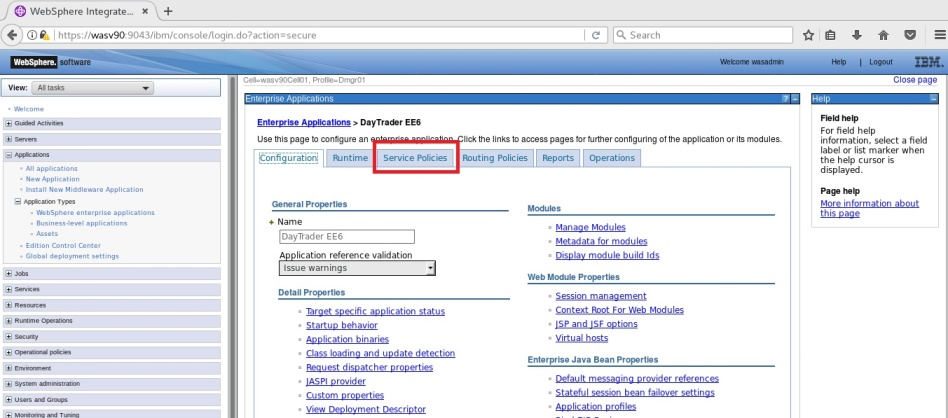 WebSphere Integrate...
https://wasv90:9043/ibm/console/login.do?action=secure
Search
WebSphere. software
Welcome wasadmin
Help | Logout
IBM.
View: All tasks
Welcome
Guided Activities
Servers
Applications
All applications
New Application
Install New Middleware Application
Application Types
WebSphere enterprise applications
Business-level applications
Assets
Edition Control Center
Global deployment settings
Jobs
Services
Resources
Runtime Operations
Security
Operational policies
Environment
System administration
Users and Groups
Monitoring and Tuning
Cell=wasv90Cell01, Profile=Dmgr01
Close page
Enterprise Applications
Enterprise Applications > DayTrader EE6
Use this page to configure an enterprise application. Click the links to access pages for further configuring of the application or its modules.
Configuration Runtime Service Policies Routing Policies Reports Operations
General Properties
Name
DayTrader EE6
Application reference validation
Issue warnings
Detail Properties
Target specific application status
Startup behavior
Application binaries
Class loading and update detection
Request dispatcher properties
JASPI provider
Custom properties
View Deployment Descriptor
Modules
Manage Modules
Metadata for modules
Display module build Ids
Web Module Properties
Session management
Context Root For Web Modules
JSP and JSF options
Virtual hosts
Enterprise Java Bean Properties
Default messaging provider references
Stateful session bean failover settings
Application profiles
Help
Field help
For field help
information, select a
field label or list marker when
the help cursor is
displayed.
Page help
More information about
this page